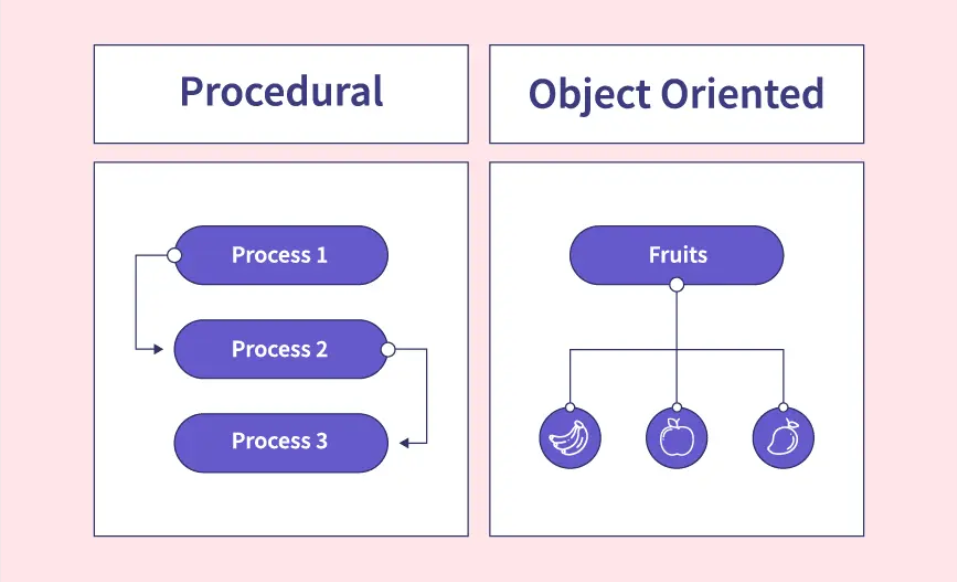 Procedural
Object Oriented
Process 1
Process 2
Process 3
Fruits